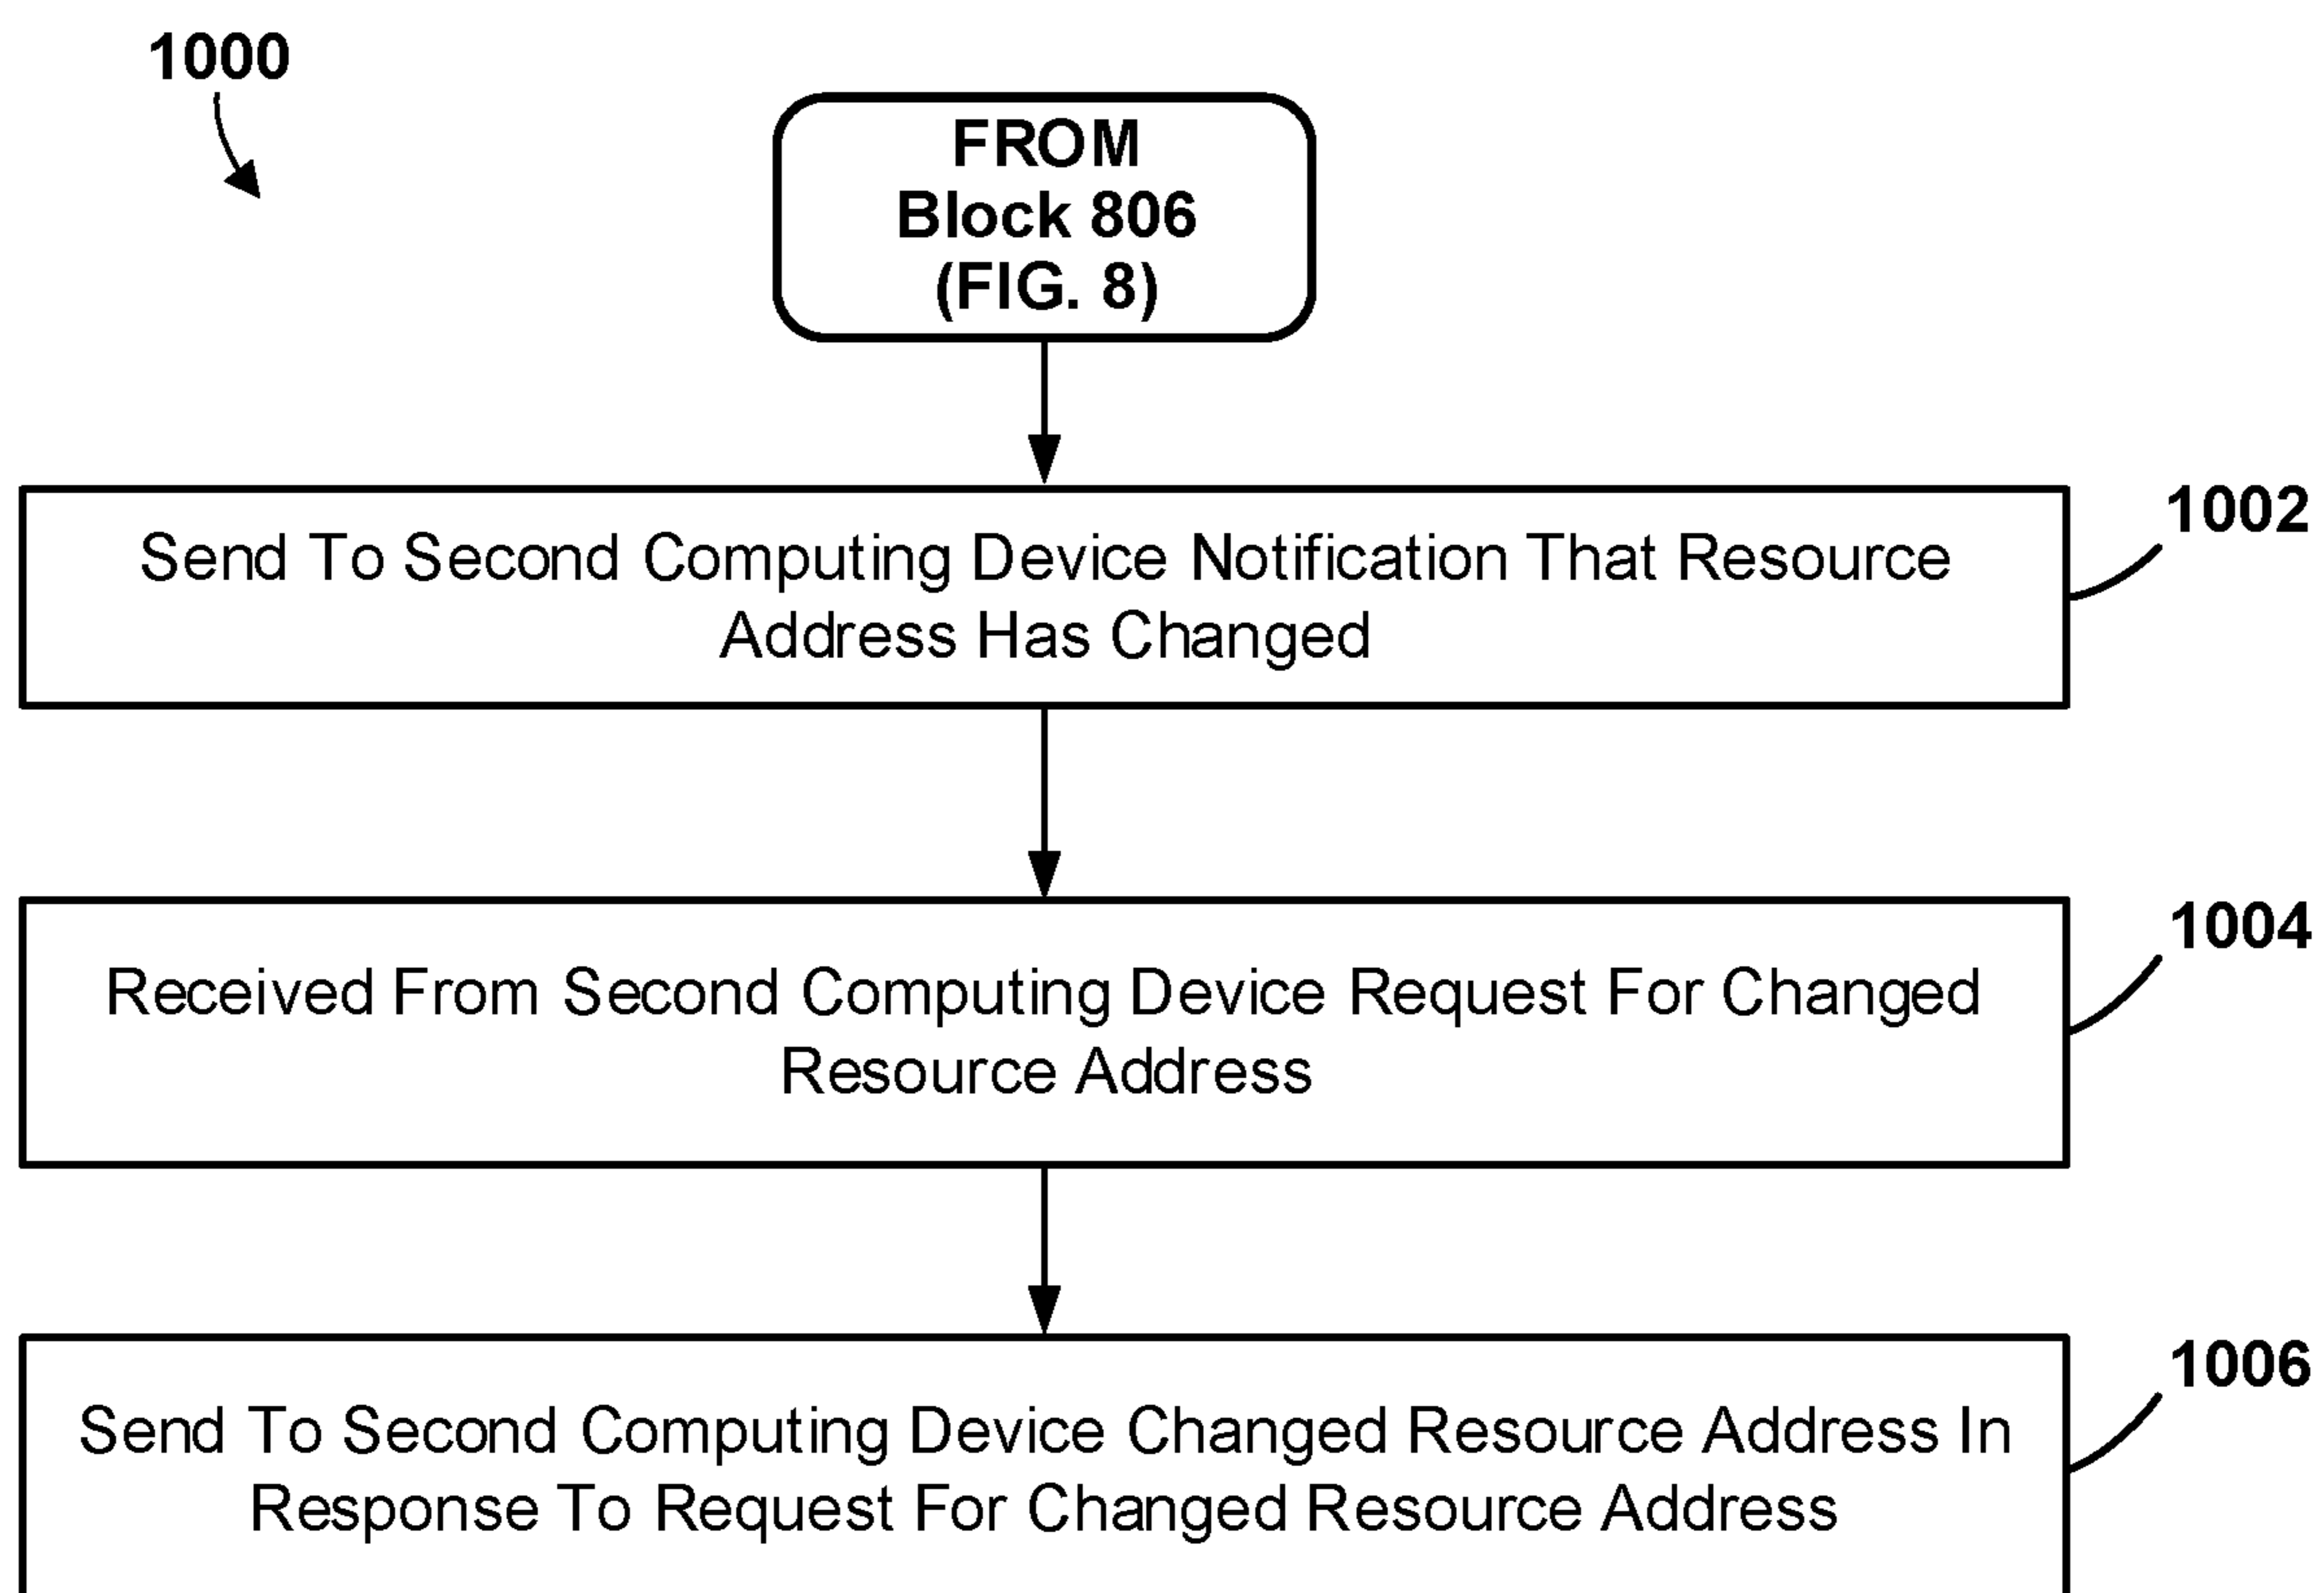 1000
FROM
Block 806
(FIG. 8)
1002
Send To Second Computing Device Notification That Resource
Address Has Changed
1004
Received From Second Computing Device Request For Changed
Resource Address
1006
Send To Second Computing Device Changed Resource Address In
Response To Request For Changed Resource Address